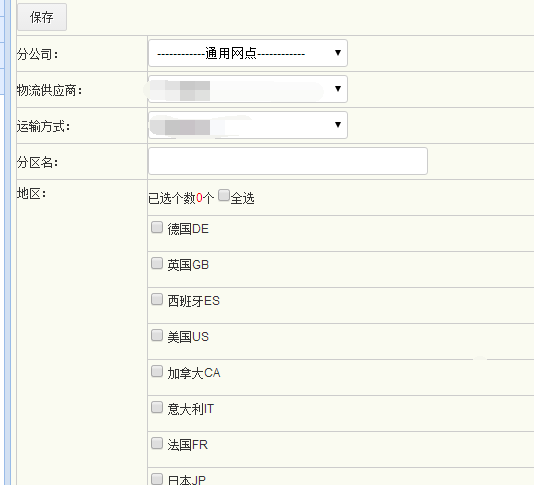 保存
分公司： ------------通用网点------------
物流供应商：
运输方式：
分区名：
地区： 已选个数0个 全选
德国DE
英国GB
西班牙ES
美国US
加拿大CA
意大利IT
法国FR
日本JP